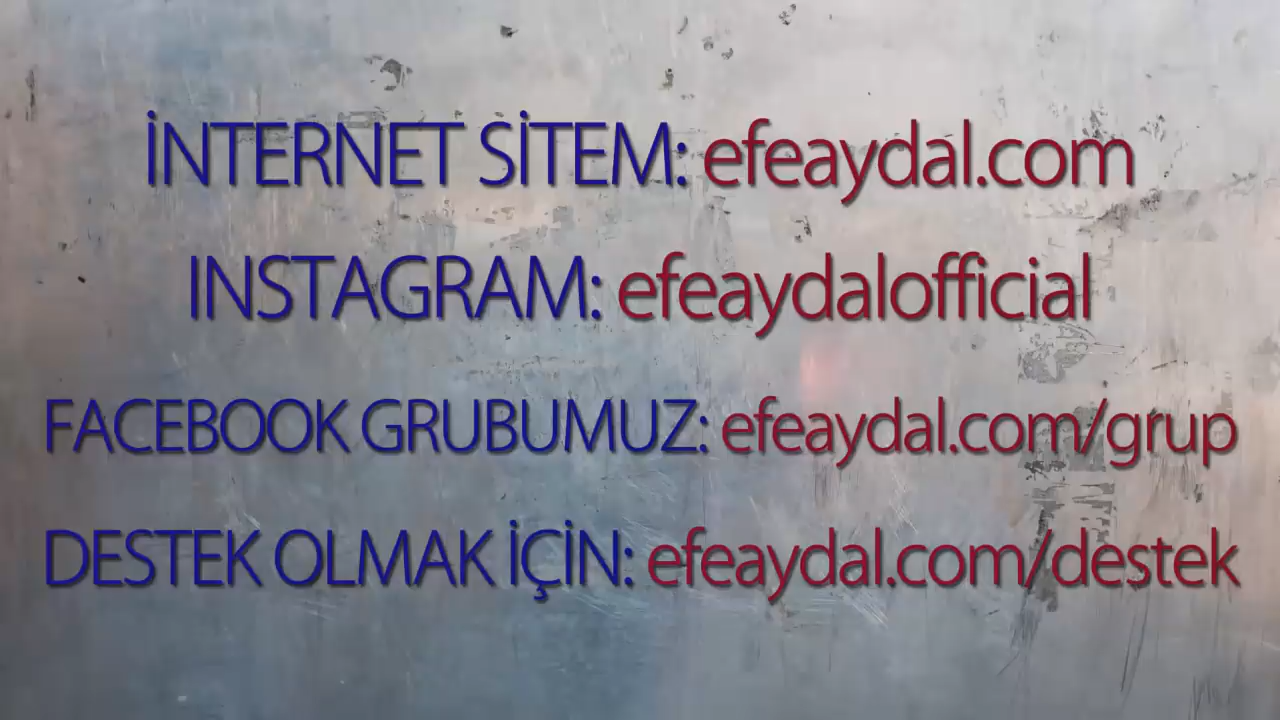 İNTERNET SİTEM: efeaydal.com
INSTAGRAM: efeaydalofficial
FACEBOOK GRUBUMUZ: efeaydal.com/grup
DESTEK OLMAK İÇİN: efeaydal.com/destek